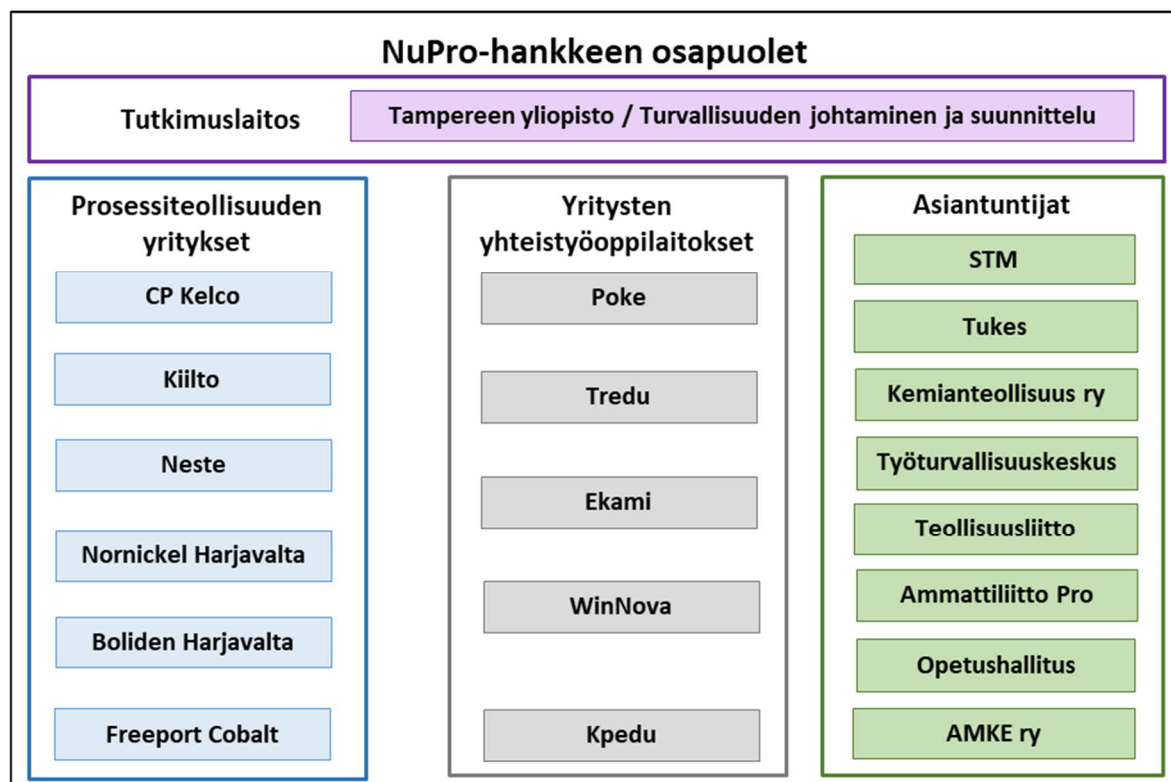 NuPro-hankkeen osapuolet
Tutkimuslaitos
Tampereen yliopisto / Turvallisuuden johtaminen ja suunnittelu
Prosessiteollisuuden
yritykset
CP Kelco
Kiilto
Neste
Nornickel Harjavalta
Boliden Harjavalta
Freeport Cobalt
Yritysten
yhteistyöoppilaitokset
Poke
Tredu
Ekami
WinNova
Kpedu
Asiantuntijat
STM
Tukes
Kemianteollisuus ry
Työturvallisuuskeskus
Teollisuusliitto
Ammattiliitto Pro
Opetushallitus
AMKE ry